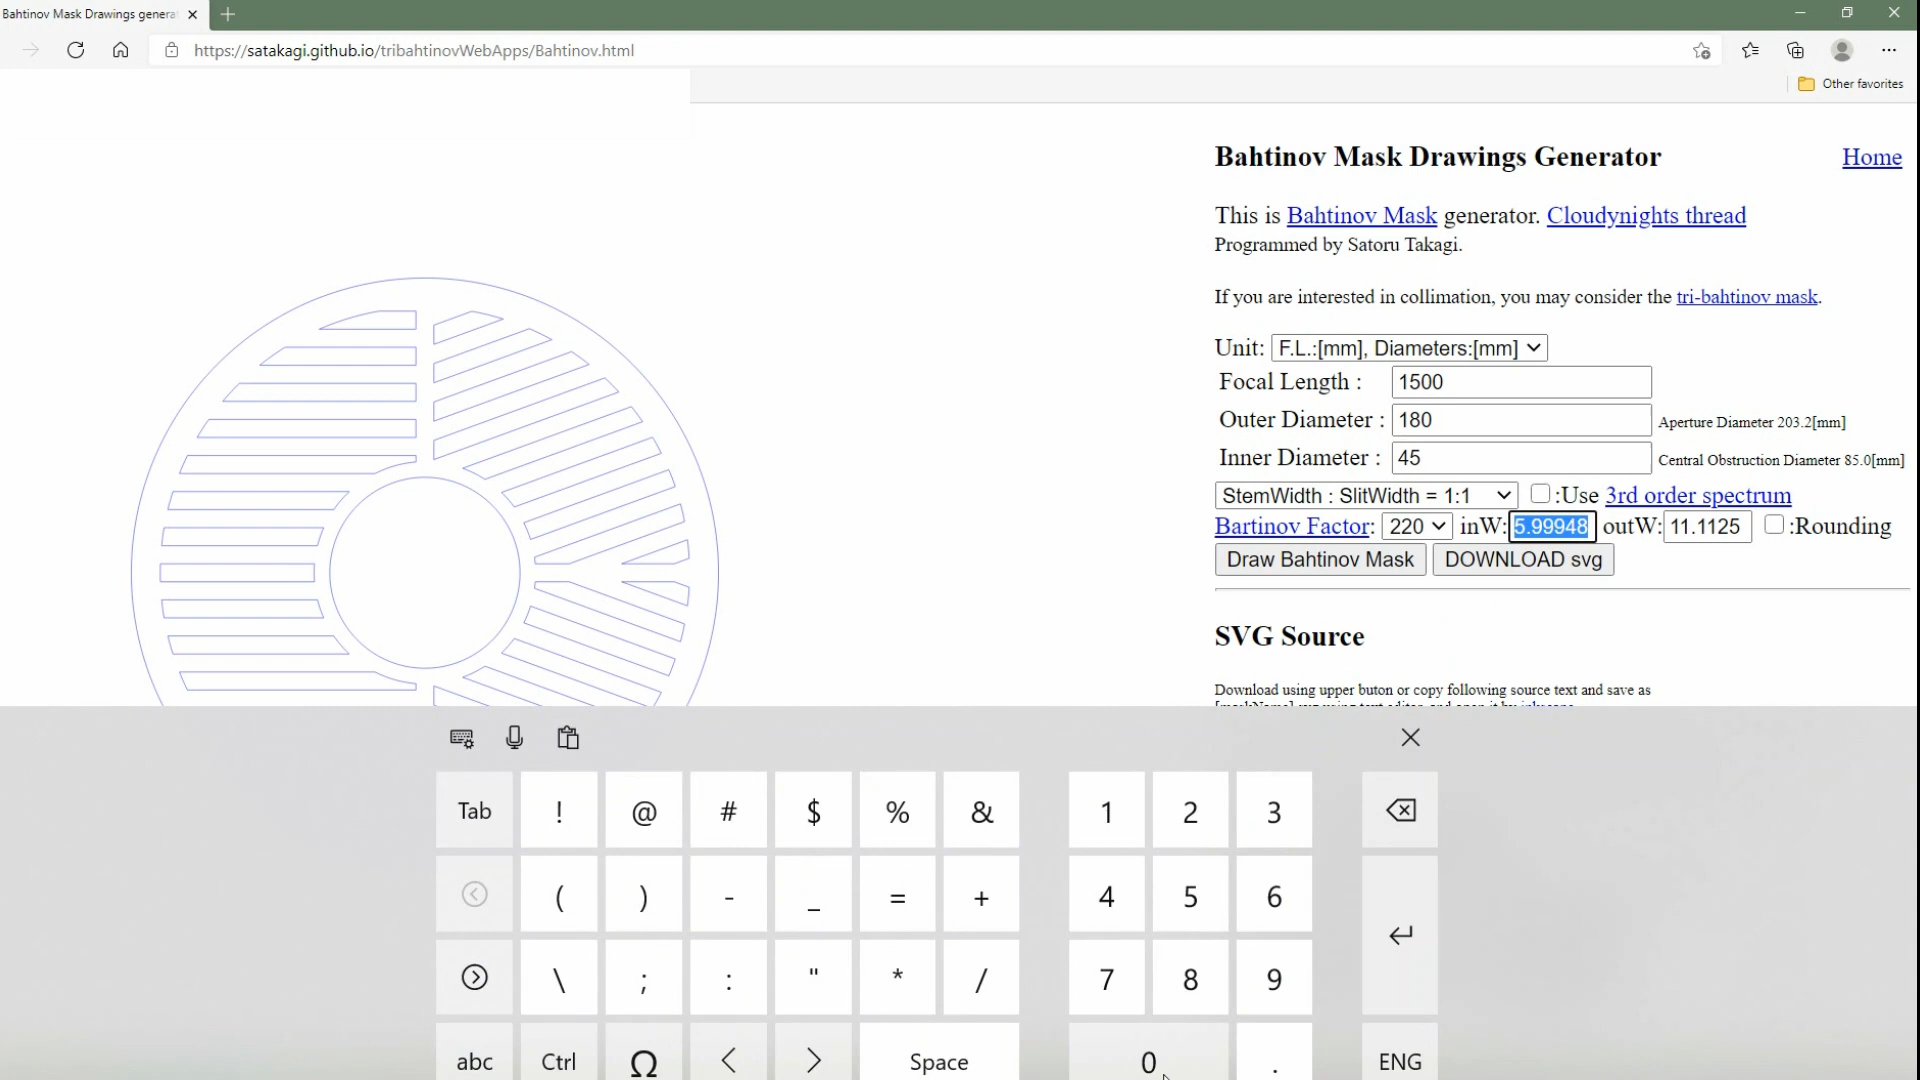 Bahtinov Mask Drawings genera
https://satakagi.github.io/tribahtinovWebApps/Bahtinov.html
Other favorites
Bahtinov Mask Drawings Generator
Home
This is Bahtinov Mask generator. Cloudynights thread
Programmed by Satoru Takagi.
If you are interested in collimation, you may consider the tri-bahtinov mask.
Unit: F.L.:[mm], Diameters:[mm]
Focal Length : 1500
Outer Diameter : 180 Aperture Diameter 203.2[mm]
Inner Diameter : 45 Central Obstruction Diameter 85.0[mm]
StemWidth : SlitWidth = 1:1 :Use 3rd order spectrum
Bartinov Factor: 220 inW: 5.99948 outW: 11.1125 :Rounding
Draw Bahtinov Mask DOWNLOAD svg
SVG Source
Download using upper buton or copy following source text and save as
Tab ! @ # $ % & 1 2 3
( ) - _ = + 4 5 6
\ ; : " * / 7 8 9
abc Ctrl Ω < > Space 0 . ENG